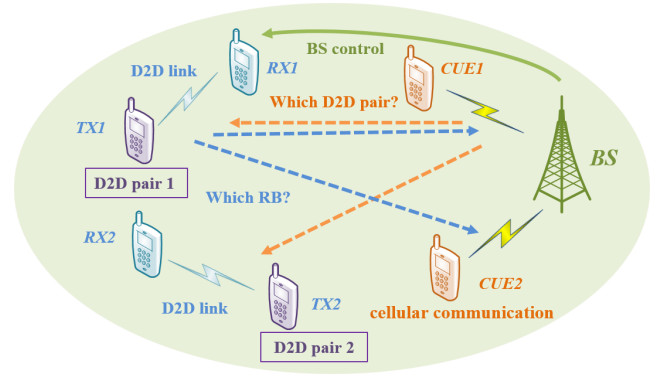 BS control
RX1
CUE1
D2D link
Which D2D pair?
TX1
BS
D2D pair 1
Which RB?
RX2
CUE2
D2D link
TX2
cellular communication
D2D pair 2